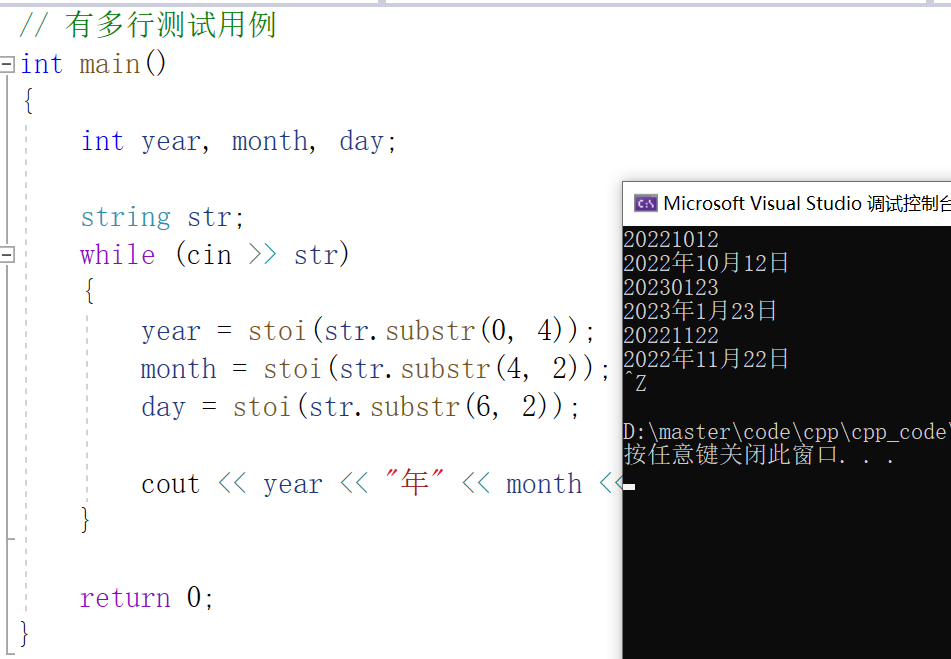 // 有多行测试用例
int main()
{
int year, month, day;
string str;
while (cin >> str)
{
year = stoi(str.substr(0, 4));
month = stoi(str.substr(4, 2));
day = stoi(str.substr(6, 2));
cout << year << "年" << month <<
}
return 0;
}
Microsoft Visual Studio 调试控制台
20221012
2022年10月12日
20230123
2023年1月23日
20221122
2022年11月22日
^Z
D:\master\code\cpp\cpp_code\
按任意键关闭此窗口. . .